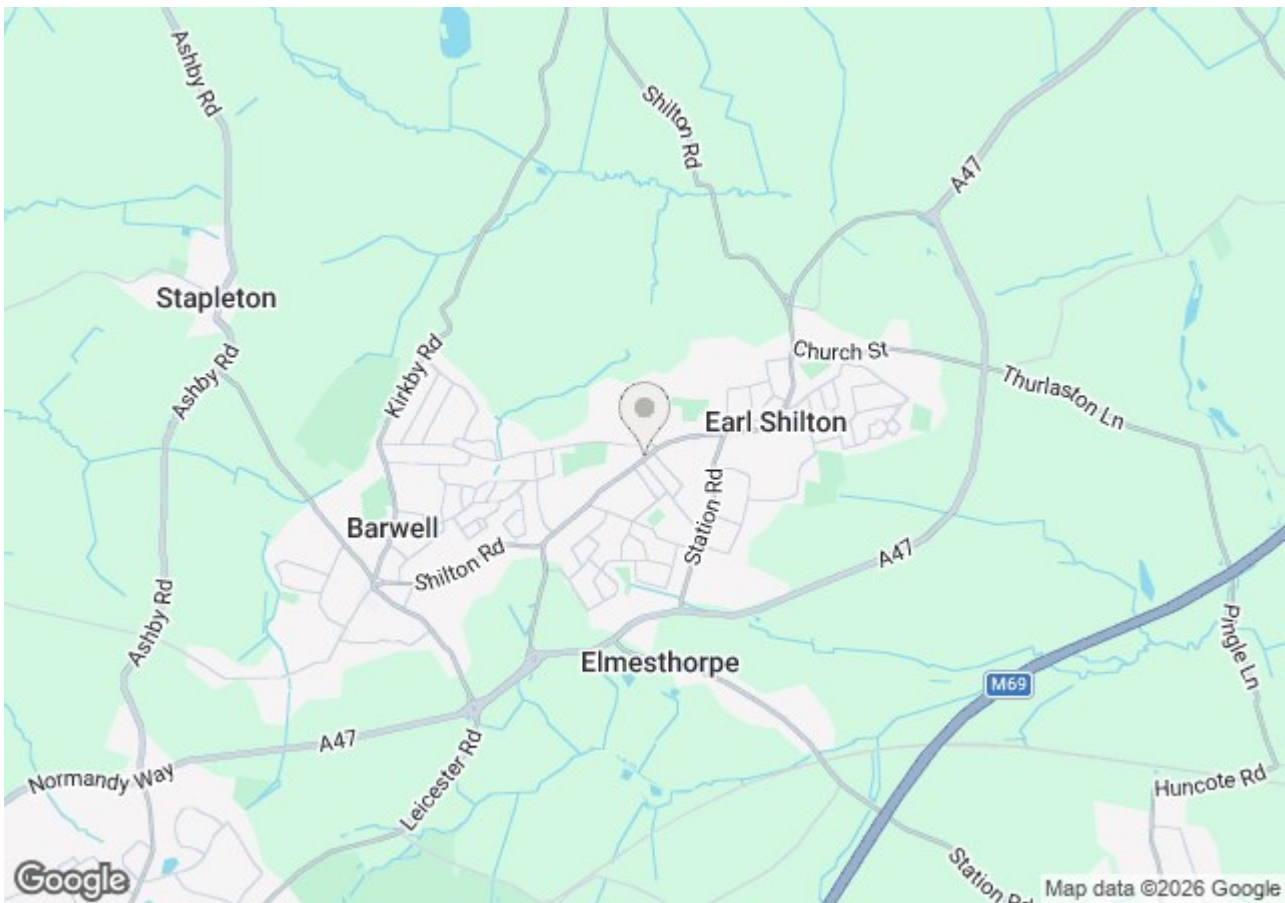 Ashby Rd
Shilton Rd
A47
Stapleton
Kirkby Rd
Church St
Ashby Rd
Thurlaston Ln
Earl Shilton
Barwell
Station Rd
Shilton Rd
A47
Ashby Rd
Elmesthorpe
M69
Pingle Ln
A47
Normandy Way
Leicester Rd
Huncote Rd
Station Rd
Google
Map data ©2026 Google